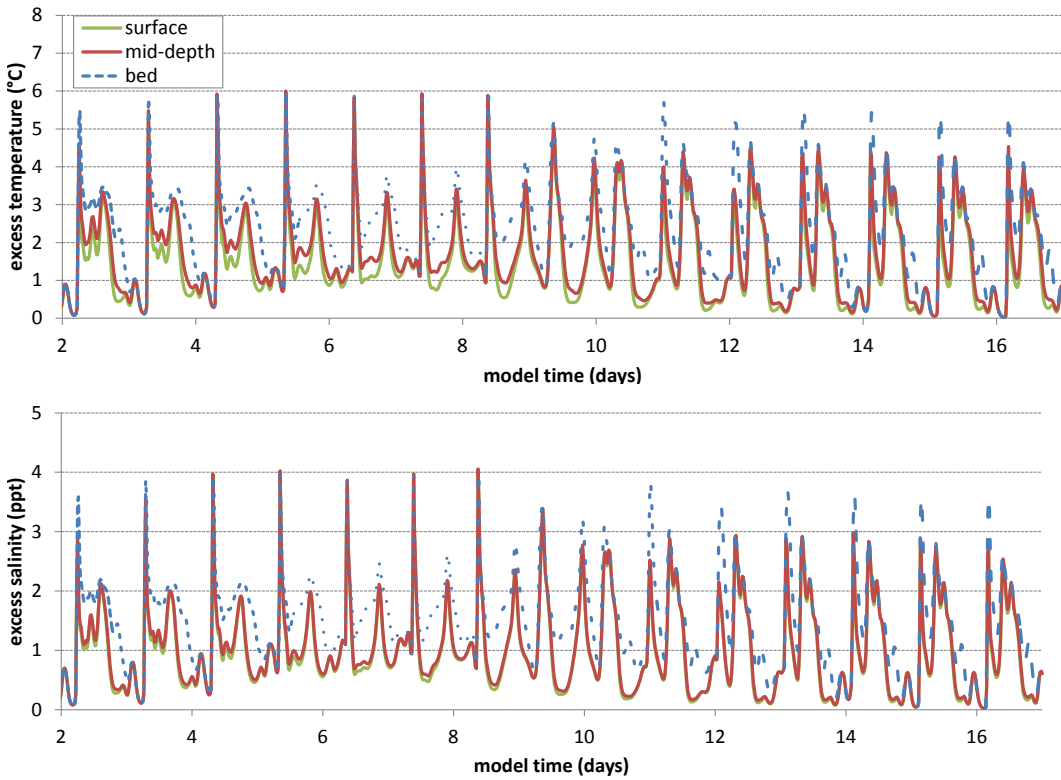 8
7
6
5
4
3
2
1
0
excess temperature (°C)
surface
mid-depth
bed
2 4 6 8 10 12 14 16
model time (days)
5
4
3
2
1
0
excess salinity (ppt)
2 4 6 8 10 12 14 16
model time (days)